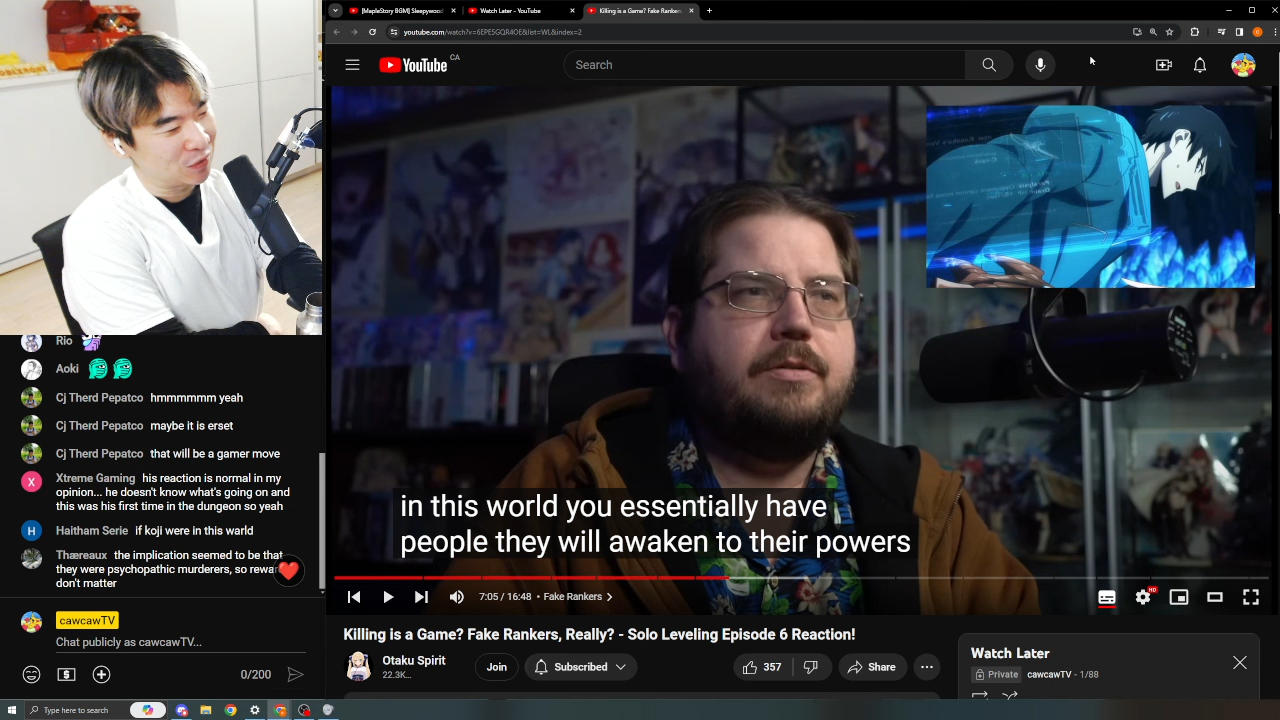 [MapleStory BGM] Sleepywood
Watch Later - YouTube
Killing is a Game? Fake Rankers,
youtube.com/watch?v=6EPE5GQR4OE&list=WL&index=2
YouTube CA
Search
in this world you essentially have
people they will awaken to their powers
7:05 / 16:48 • Fake Rankers
HD
Killing is a Game? Fake Rankers, Really? - Solo Leveling Episode 6 Reaction!
Otaku Spirit
22.3K...
Join
Subscribed
357
Share
Watch Later
Private cawcawTV - 1/88
Rio
Aoki
Cj Therd Pepatco hmmmmmm yeah
Cj Therd Pepatco maybe it is erset
Cj Therd Pepatco that will be a gamer move
X
Xtreme Gaming his reaction is normal in my
opinion... he doesn't know what's going on and
this was his first time in the dungeon so yeah
H
Haitham Serie if koji were in this warld
Thæreaux the implication seemed to be that
they were psychopathic murderers, so rewa
don't matter
cawcawTV
Chat publicly as cawcawTV...
0/200
Type here to search